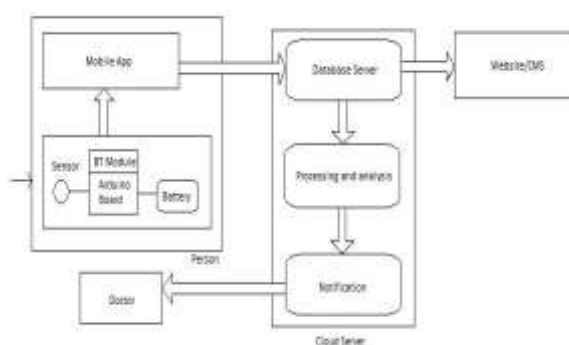 Mobile App
Database Server
Website/CMS
BT Module
Sensor
Arduino
Board
Battery
Processing and analysis
Person
Notification
Doctor
Cloud Server